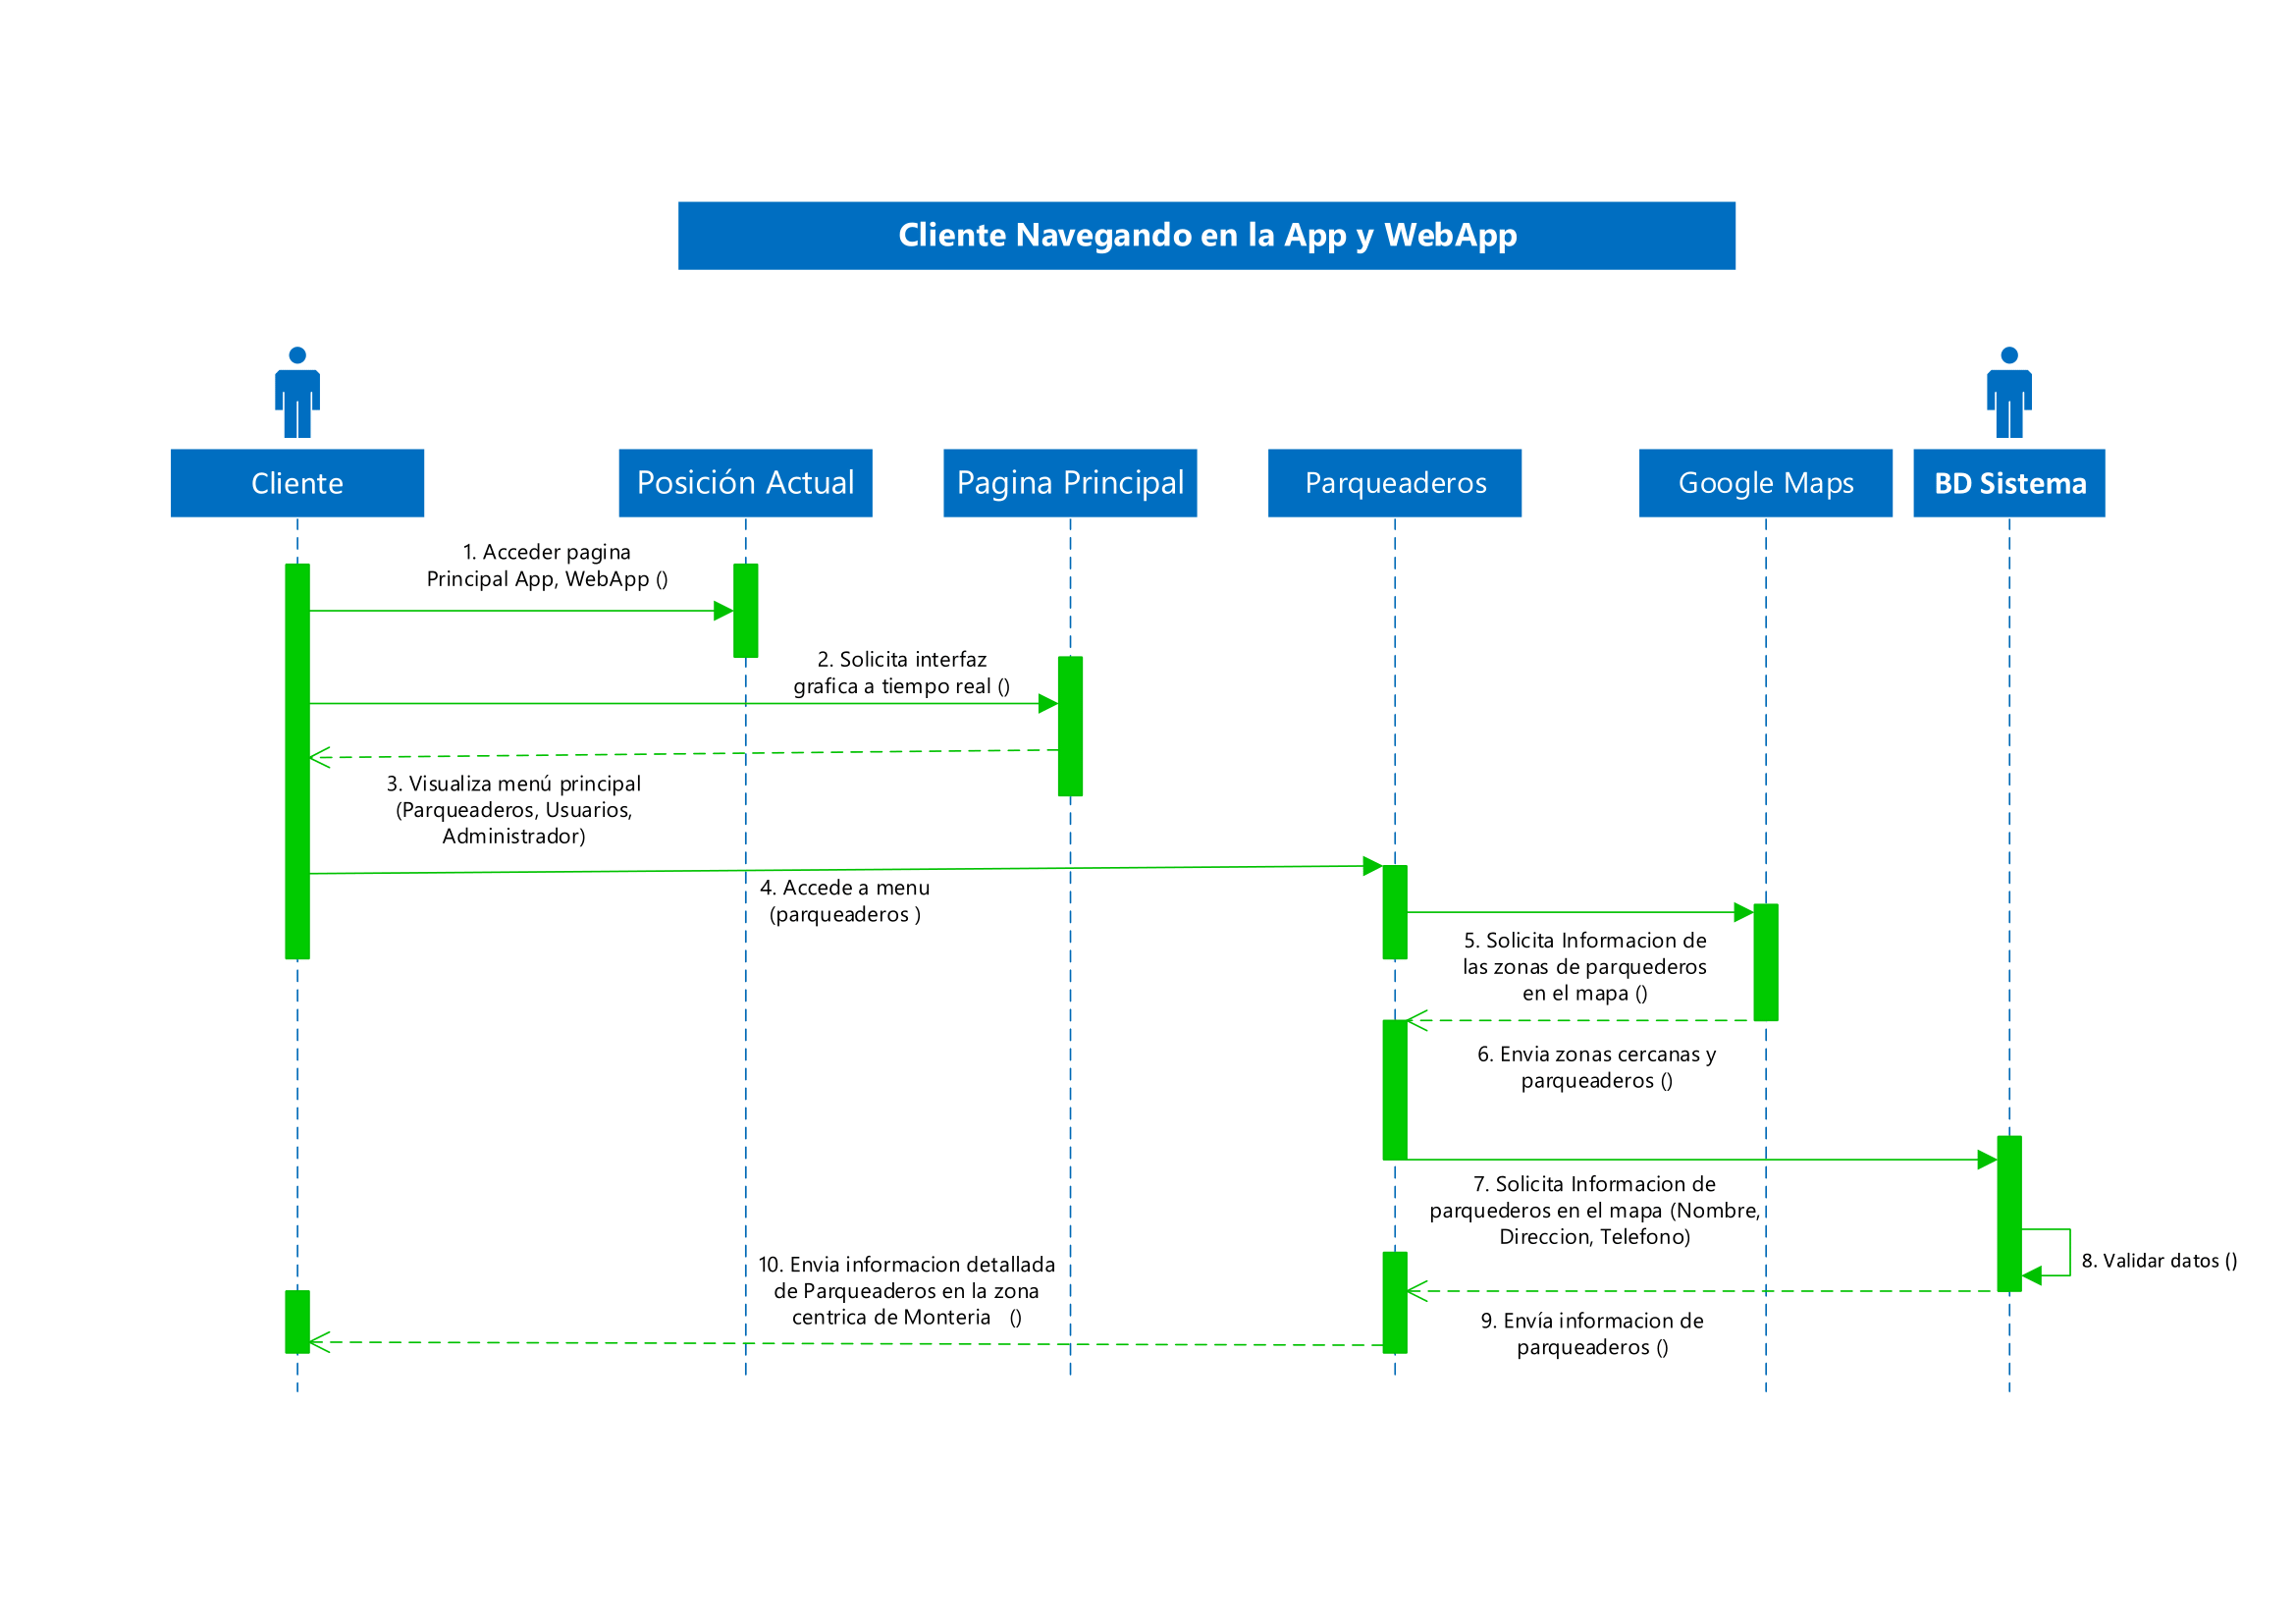 Cliente Navegando en la App y WebApp
Cliente
Posición Actual
Pagina Principal
Parqueaderos
Google Maps
BD Sistema
1. Acceder pagina
Principal App, WebApp ()
2. Solicita interfaz
grafica a tiempo real ()
3. Visualiza menú principal
(Parqueaderos, Usuarios,
Administrador)
4. Accede a menu
(parqueaderos )
5. Solicita Informacion de
las zonas de parquederos
en el mapa ()
6. Envia zonas cercanas y
parqueaderos ()
7. Solicita Informacion de
parquederos en el mapa (Nombre,
Direccion, Telefono)
8. Validar datos ()
9. Envía informacion de
parqueaderos ()
10. Envia informacion detallada
de Parqueaderos en la zona
centrica de Monteria ()